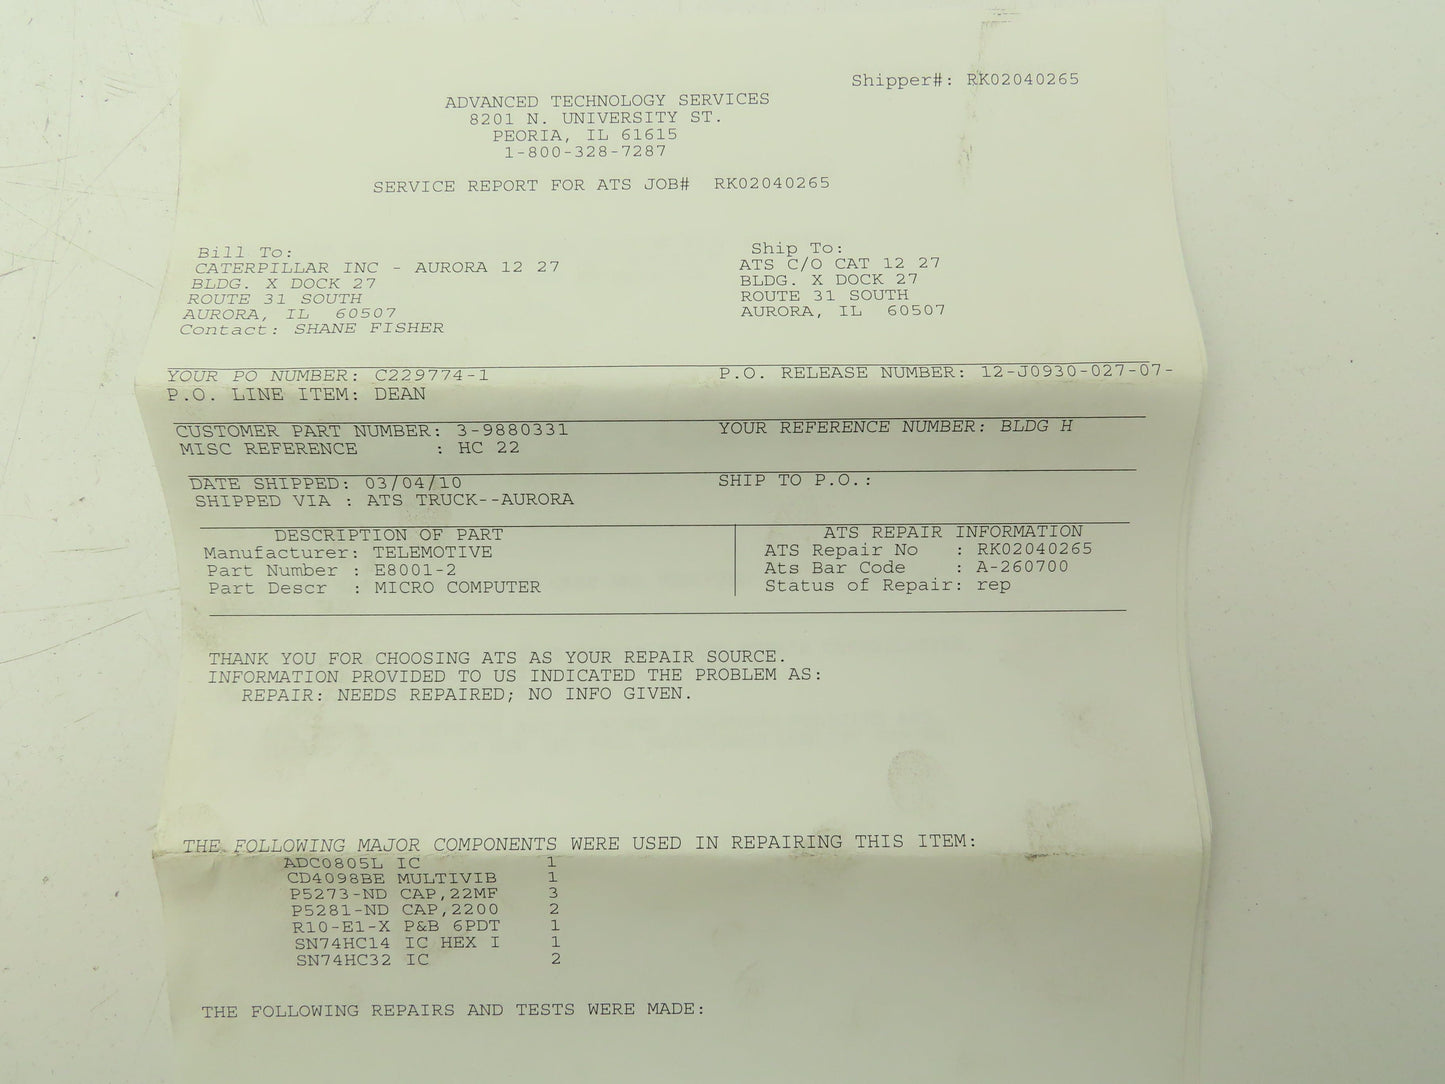 Shipper#: RK02040265
ADVANCED TECHNOLOGY SERVICES
8201 N. UNIVERSITY ST.
PEORIA, IL 61615
1-800-328-7287
SERVICE REPORT FOR ATS JOB# RK02040265
Bill To:
CATERPILLAR INC - AURORA 12 27
BLDG. X DOCK 27
ROUTE 31 SOUTH
AURORA, IL 60507
Contact: SHANE FISHER
Ship To:
ATS C/O CAT 12 27
BLDG. X DOCK 27
ROUTE 31 SOUTH
AURORA, IL 60507
YOUR PO NUMBER: C229774-1 P.O. RELEASE NUMBER: 12-J0930-027-07-
P.O. LINE ITEM: DEAN
CUSTOMER PART NUMBER: 3-9880331 YOUR REFERENCE NUMBER: BLDG H
MISC REFERENCE : HC 22
DATE SHIPPED: 03/04/10 SHIP TO P.O.:
SHIPPED VIA : ATS TRUCK--AURORA
DESCRIPTION OF PART
Manufacturer: TELEMOTIVE
Part Number : E8001-2
Part Descr : MICRO COMPUTER
ATS REPAIR INFORMATION
ATS Repair No : RK02040265
Ats Bar Code : A-260700
Status of Repair: rep
THANK YOU FOR CHOOSING ATS AS YOUR REPAIR SOURCE.
INFORMATION PROVIDED TO US INDICATED THE PROBLEM AS:
REPAIR: NEEDS REPAIRED; NO INFO GIVEN.
THE FOLLOWING MAJOR COMPONENTS WERE USED IN REPAIRING THIS ITEM:
ADC0805L IC 1
CD4098BE MULTIVIB 1
P5273-ND CAP,22MF 3
P5281-ND CAP,2200 2
R10-E1-X P&B 6PDT 1
SN74HC14 IC HEX I 1
SN74HC32 IC 2
THE FOLLOWING REPAIRS AND TESTS WERE MADE: